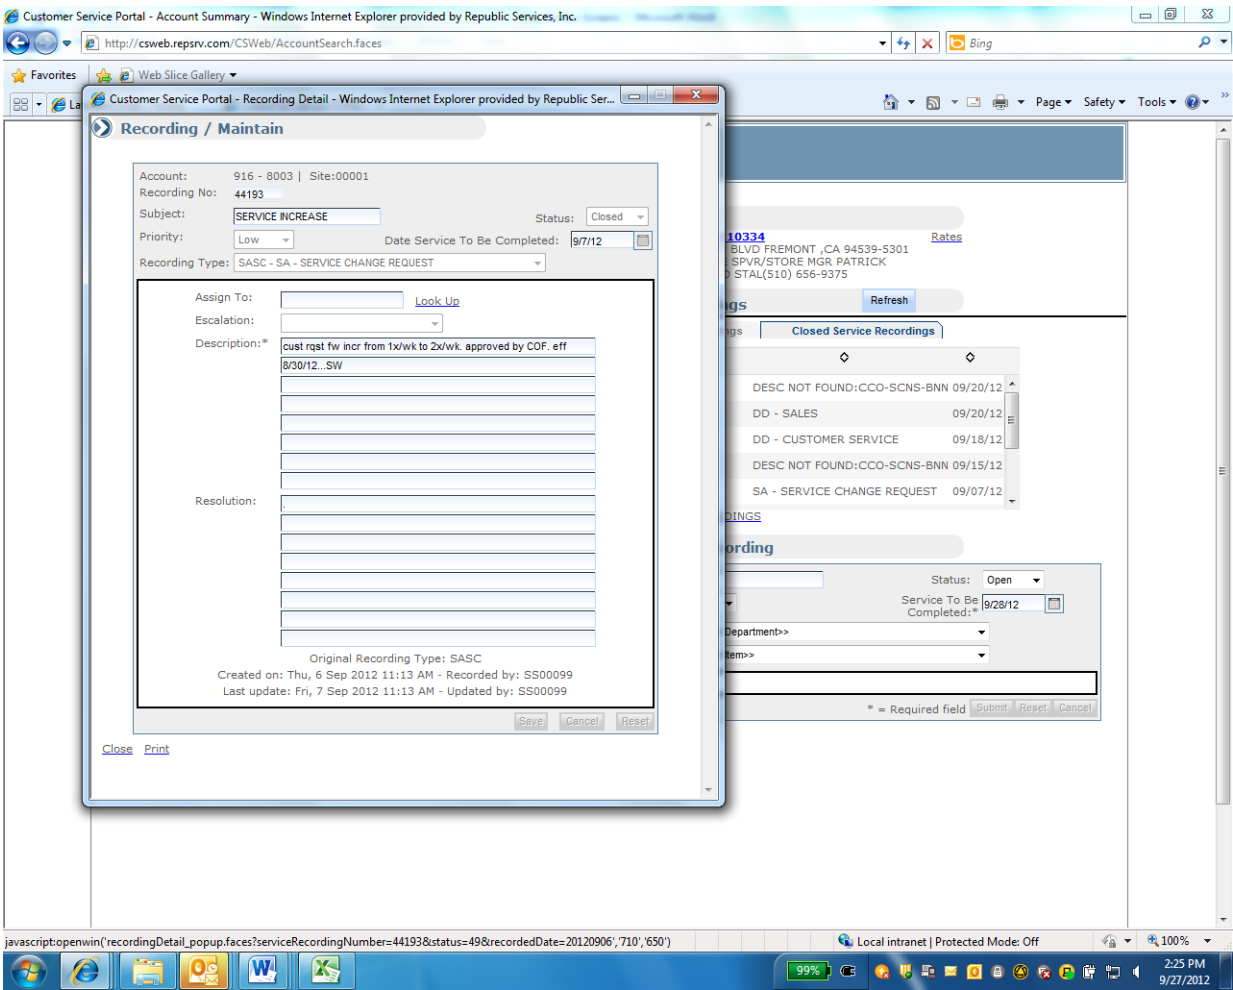 Customer Service Portal - Account Summary - Windows Internet Explorer provided by Republic Services, Inc.
http://csweb.repsrv.com/CSWeb/AccountSearch.faces
Bing
Favorites
Web Slice Gallery
La
Page
Safety
Tools
Customer Service Portal - Recording Detail - Windows Internet Explorer provided by Republic Ser...
Recording / Maintain
Account: 916 - 8003 | Site:00001
Recording No: 44193
Subject: SERVICE INCREASE Status: Closed
Priority: Low Date Service To Be Completed: 9/7/12
Recording Type: SASC - SA - SERVICE CHANGE REQUEST
Assign To: Look Up
Escalation:
Description:* cust rqst fw incr from 1x/wk to 2x/wk. approved by COF. eff
8/30/12...SW
Resolution: .
Original Recording Type: SASC
Created on: Thu, 6 Sep 2012 11:13 AM - Recorded by: SS00099
Last update: Fri, 7 Sep 2012 11:13 AM - Updated by: SS00099
Save Cancel Reset
Close Print
10334 Rates
BLVD FREMONT ,CA 94539-5301
SPVR/STORE MGR PATRICK
STAL(510) 656-9375
ngs Refresh
ngs Closed Service Recordings
DESC NOT FOUND:CCO-SCNS-BNN 09/20/12
DD - SALES 09/20/12
DD - CUSTOMER SERVICE 09/18/12
DESC NOT FOUND:CCO-SCNS-BNN 09/15/12
SA - SERVICE CHANGE REQUEST 09/07/12
DINGS
ording
Status: Open
Service To Be Completed:* 9/28/12
Department>>
Item>>
* = Required field Submit Reset Cancel
javascript:openwin('recordingDetail_popup.faces?serviceRecordingNumber=44193&status=49&recordedDate=20120906','710','650')
Local intranet | Protected Mode: Off
100%
99%
2:25 PM
9/27/2012